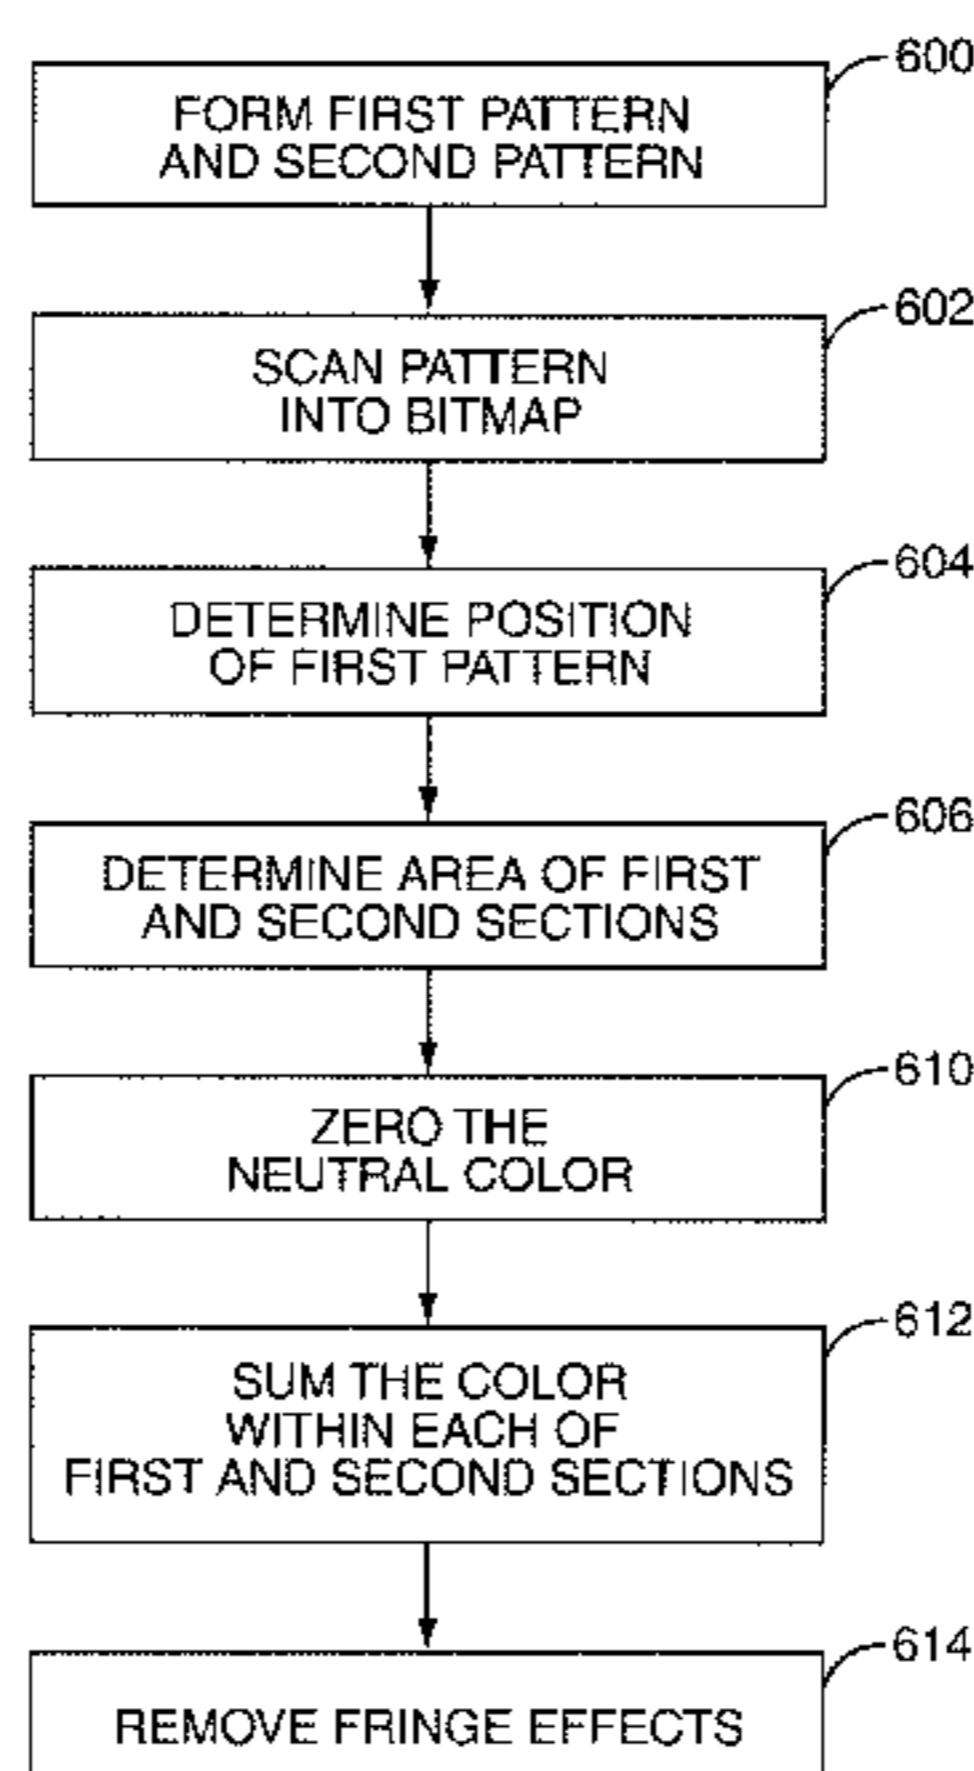 600
FORM FIRST PATTERN
AND SECOND PATTERN
602
SCAN PATTERN
INTO BITMAP
604
DETERMINE POSITION
OF FIRST PATTERN
606
DETERMINE AREA OF FIRST
AND SECOND SECTIONS
610
ZERO THE
NEUTRAL COLOR
612
SUM THE COLOR
WITHIN EACH OF
FIRST AND SECOND SECTIONS
614
REMOVE FRINGE EFFECTS